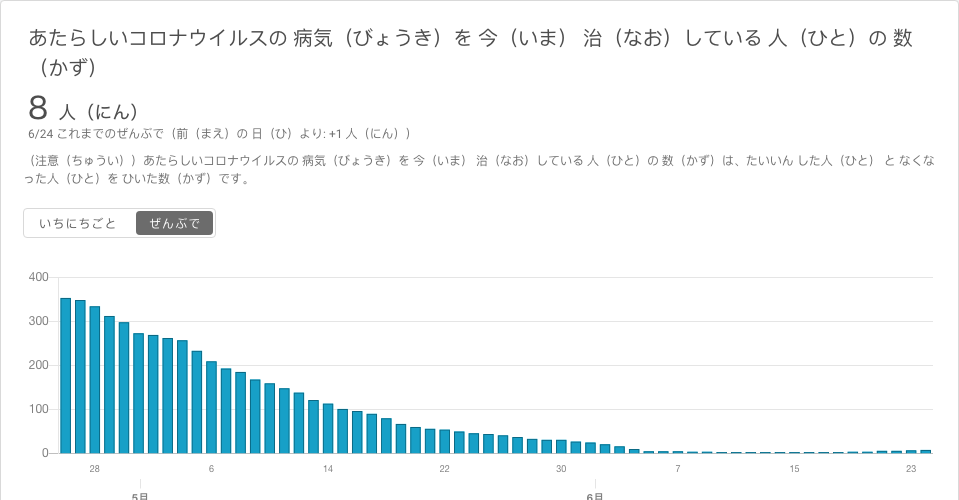 あたらしいコロナウイルスの 病気（びょうき）を 今（いま） 治（なお）している 人（ひと）の 数
（かず）
8 人（にん）
6/24 これまでのぜんぶで（前（まえ）の 日（ひ）より: +1 人（にん））
（注意（ちゅうい））あたらしいコロナウイルスの 病気（びょうき）を 今（いま） 治（なお）している 人（ひと）の 数（かず）は、たいいん した人（ひと） と なくな
った人（ひと）を ひいた数（かず）です。
いちにちごと ぜんぶで
400
300
200
100
0
28 6 14 22 30 7 15 23
5月 6月